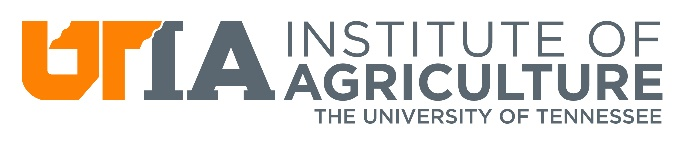 UTIA INSTITUTE OF
AGRICULTURE
THE UNIVERSITY OF TENNESSEE